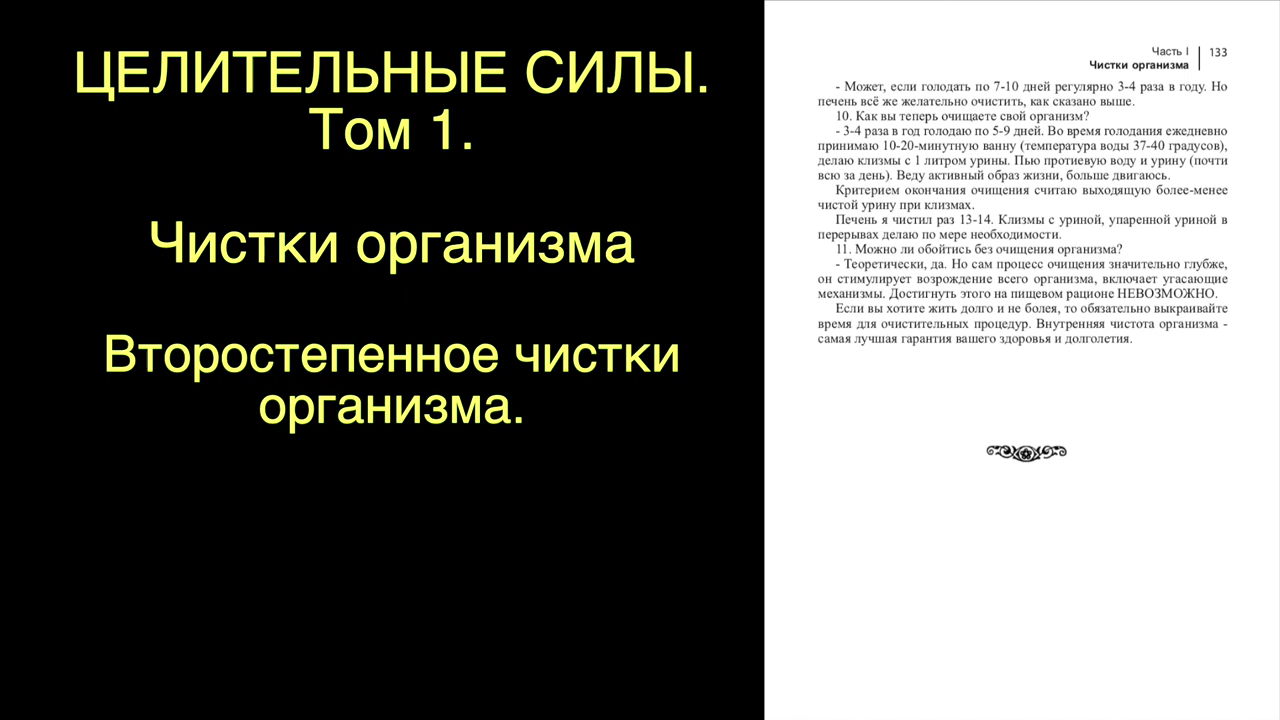 ЦЕЛИТЕЛЬНЫЕ СИЛЫ.
Том 1.
Чистки организма
Второстепенное чистки
организма.
Часть I 133
Чистки организма
- Может, если голодать по 7-10 дней регулярно 3-4 раза в году. Но
печень всё же желательно очистить, как сказано выше.
10. Как вы теперь очищаете свой организм?
- 3-4 раза в год голодаю по 5-9 дней. Во время голодания ежедневно
принимаю 10-20-минутную ванну (температура воды 37-40 градусов),
делаю клизмы с 1 литром урины. Пью протиевую воду и урину (почти
всю за день). Веду активный образ жизни, больше двигаюсь.
Критерием окончания очищения считаю выходящую более-менее
чистой урину при клизмах.
Печень я чистил раз 13-14. Клизмы с уриной, упаренной уриной в
перерывах делаю по мере необходимости.
11. Можно ли обойтись без очищения организма?
- Теоретически, да. Но сам процесс очищения значительно глубже,
он стимулирует возрождение всего организма, включает угасающие
механизмы. Достигнуть этого на пищевом рационе НЕВОЗМОЖНО.
Если вы хотите жить долго и не болея, то обязательно выкраивайте
время для очистительных процедур. Внутренняя чистота организма -
самая лучшая гарантия вашего здоровья и долголетия.